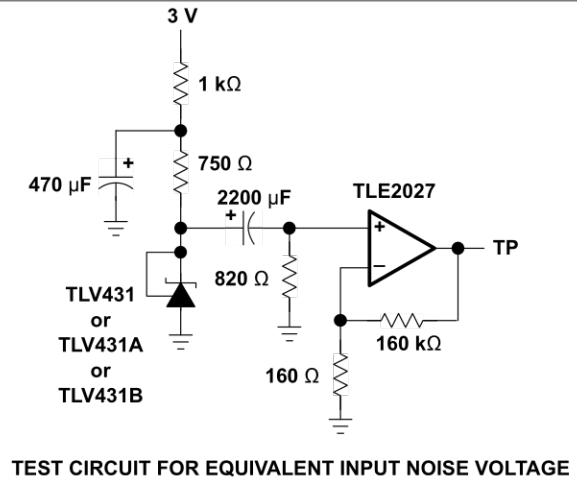 3 V
1 kΩ
470 µF
+
750 Ω
2200 µF
+
TLE2027
+
−
TP
820 Ω
TLV431
or
TLV431A
or
TLV431B
160 kΩ
160 Ω
TEST CIRCUIT FOR EQUIVALENT INPUT NOISE VOLTAGE